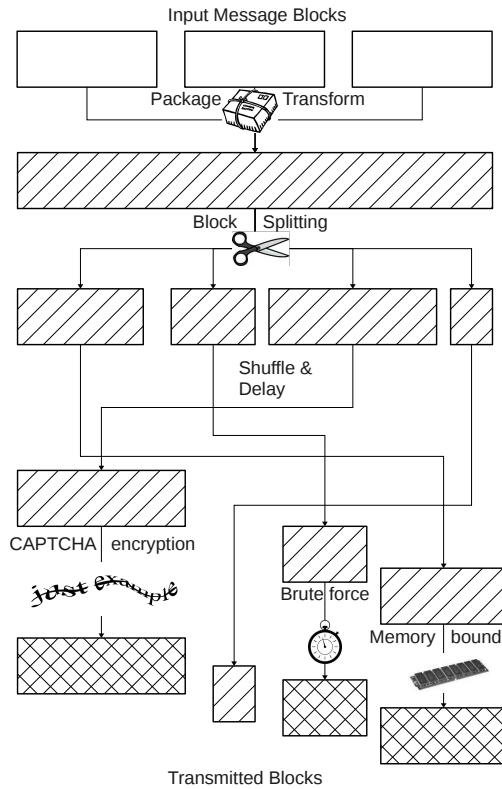 Input Message Blocks
Package Transform
Block Splitting
Shuffle &
Delay
CAPTCHA encryption
just example
Brute force
Memory bound
Transmitted Blocks